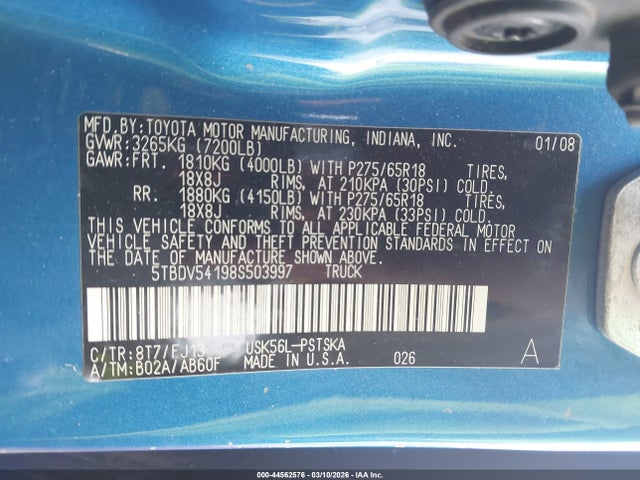 MFD.BY:TOYOTA MOTOR MANUFACTURING, INDIANA, INC. 01/08
GVWR:3265KG (7200LB)
GAWR:FRT. 1810KG (4000LB) WITH P275/65R18 TIRES,
18X8J RIMS, AT 210KPA (30PSI) COLD.
RR. 1880KG (4150LB) WITH P275/65R18 TIRES,
18X8J RIMS, AT 230KPA (33PSI) COLD.
THIS VEHICLE CONFORMS TO ALL APPLICABLE FEDERAL MOTOR
VEHICLE SAFETY AND THEFT PREVENTION STANDARDS IN EFFECT ON
THE DATE OF MANUFACTURE SHOWN ABOVE.
5TBDV54198S503997 TRUCK
C/TR:8T7/FJ13 USK56L-PSTSKA
A/TM:B02A/AB60F MADE IN U.S.A. 026 A
000-44562576 | 03/10/2026 | IAA Inc.